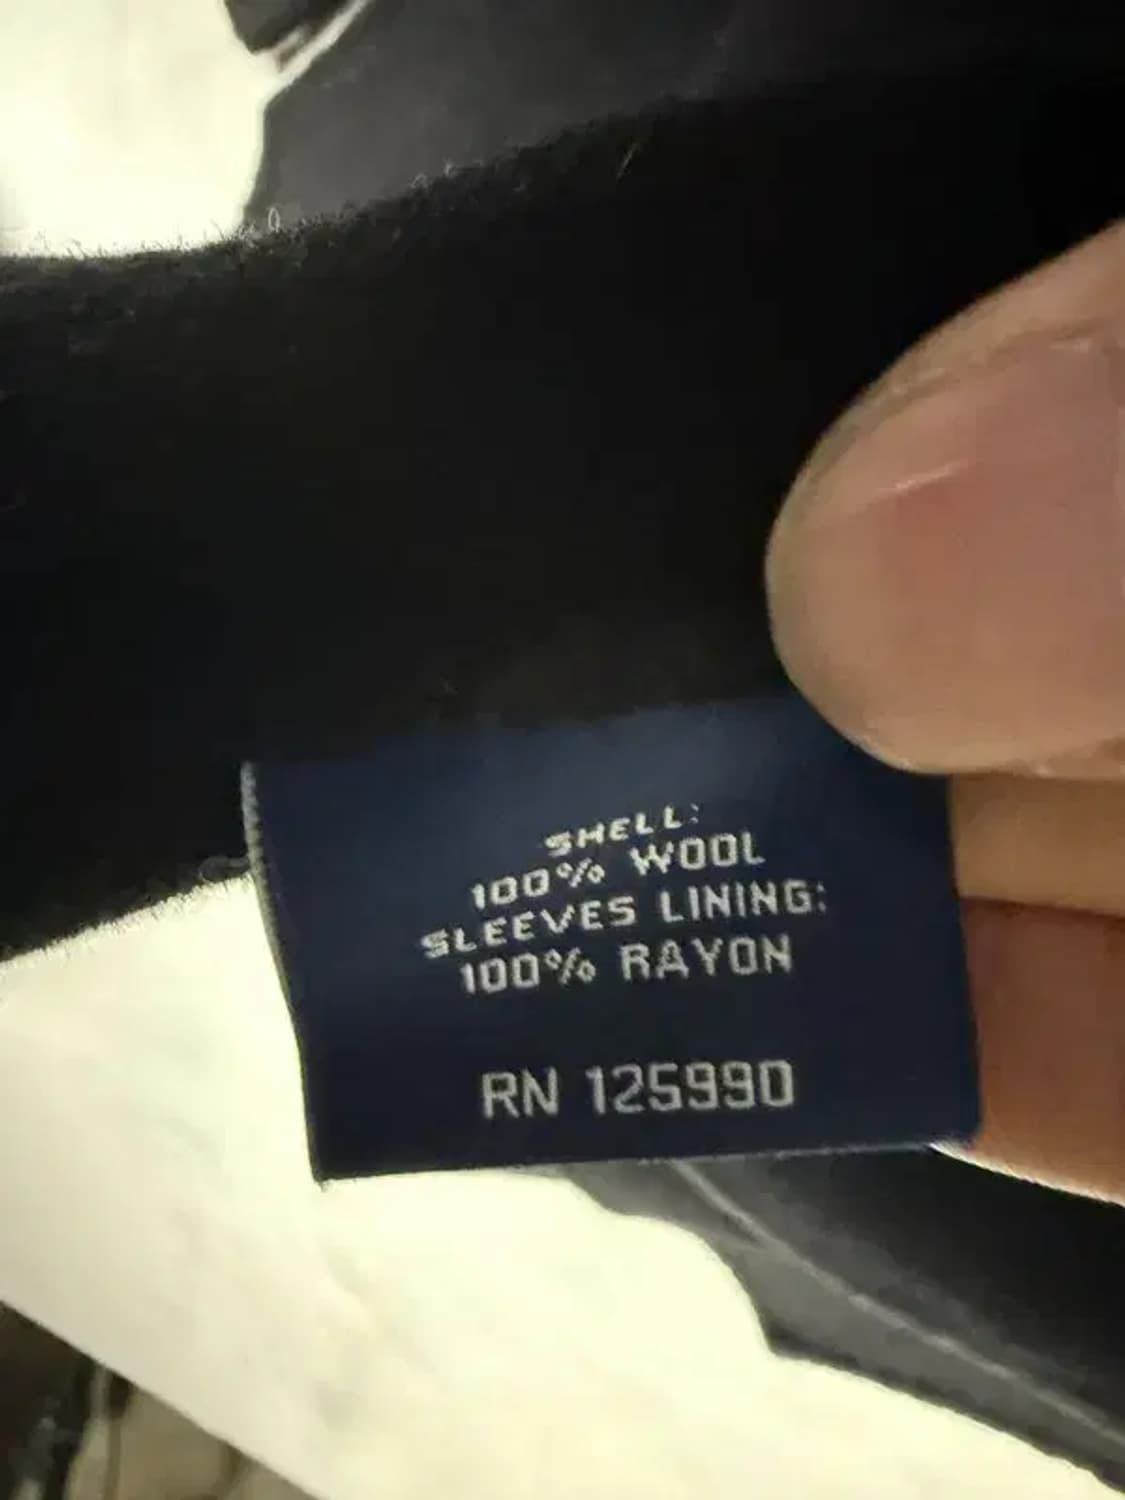 SHELL:
100% WOOL
SLEEVES LINING:
100% RAYON
RN 125990